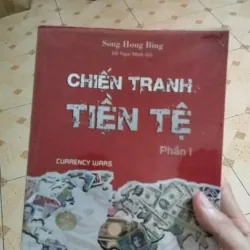 Song Hong Bing
CHIẾN TRANH
TIỀN TỆ
Phần I
CURRENCY WARS